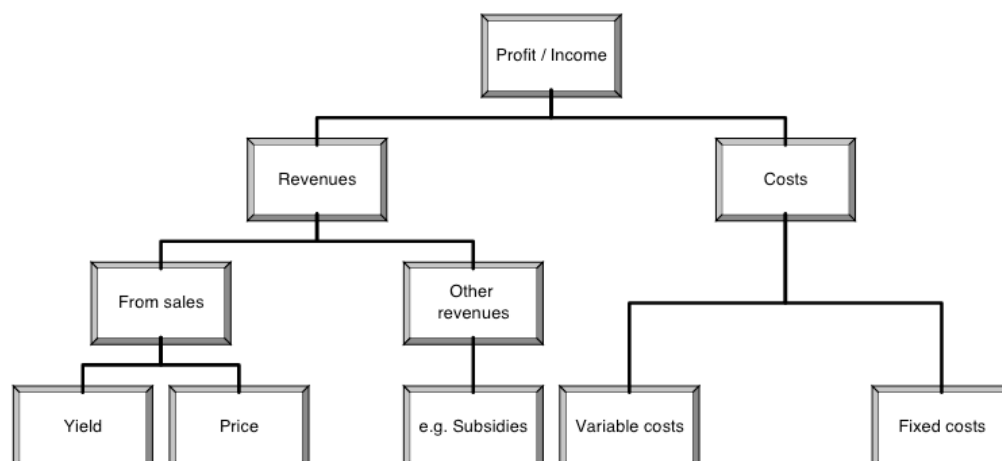 Profit / Income
Revenues
Costs
From sales
Other
revenues
Yield
Price
e.g. Subsidies
Variable costs
Fixed costs